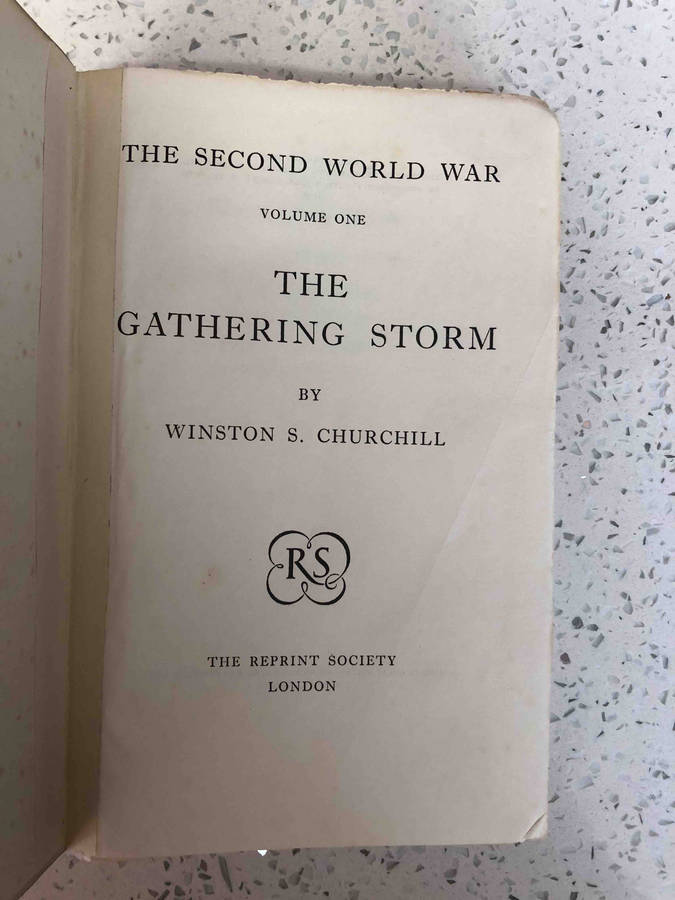 THE SECOND WORLD WAR
VOLUME ONE
THE
GATHERING STORM
BY
WINSTON S. CHURCHILL
RS
THE REPRINT SOCIETY
LONDON